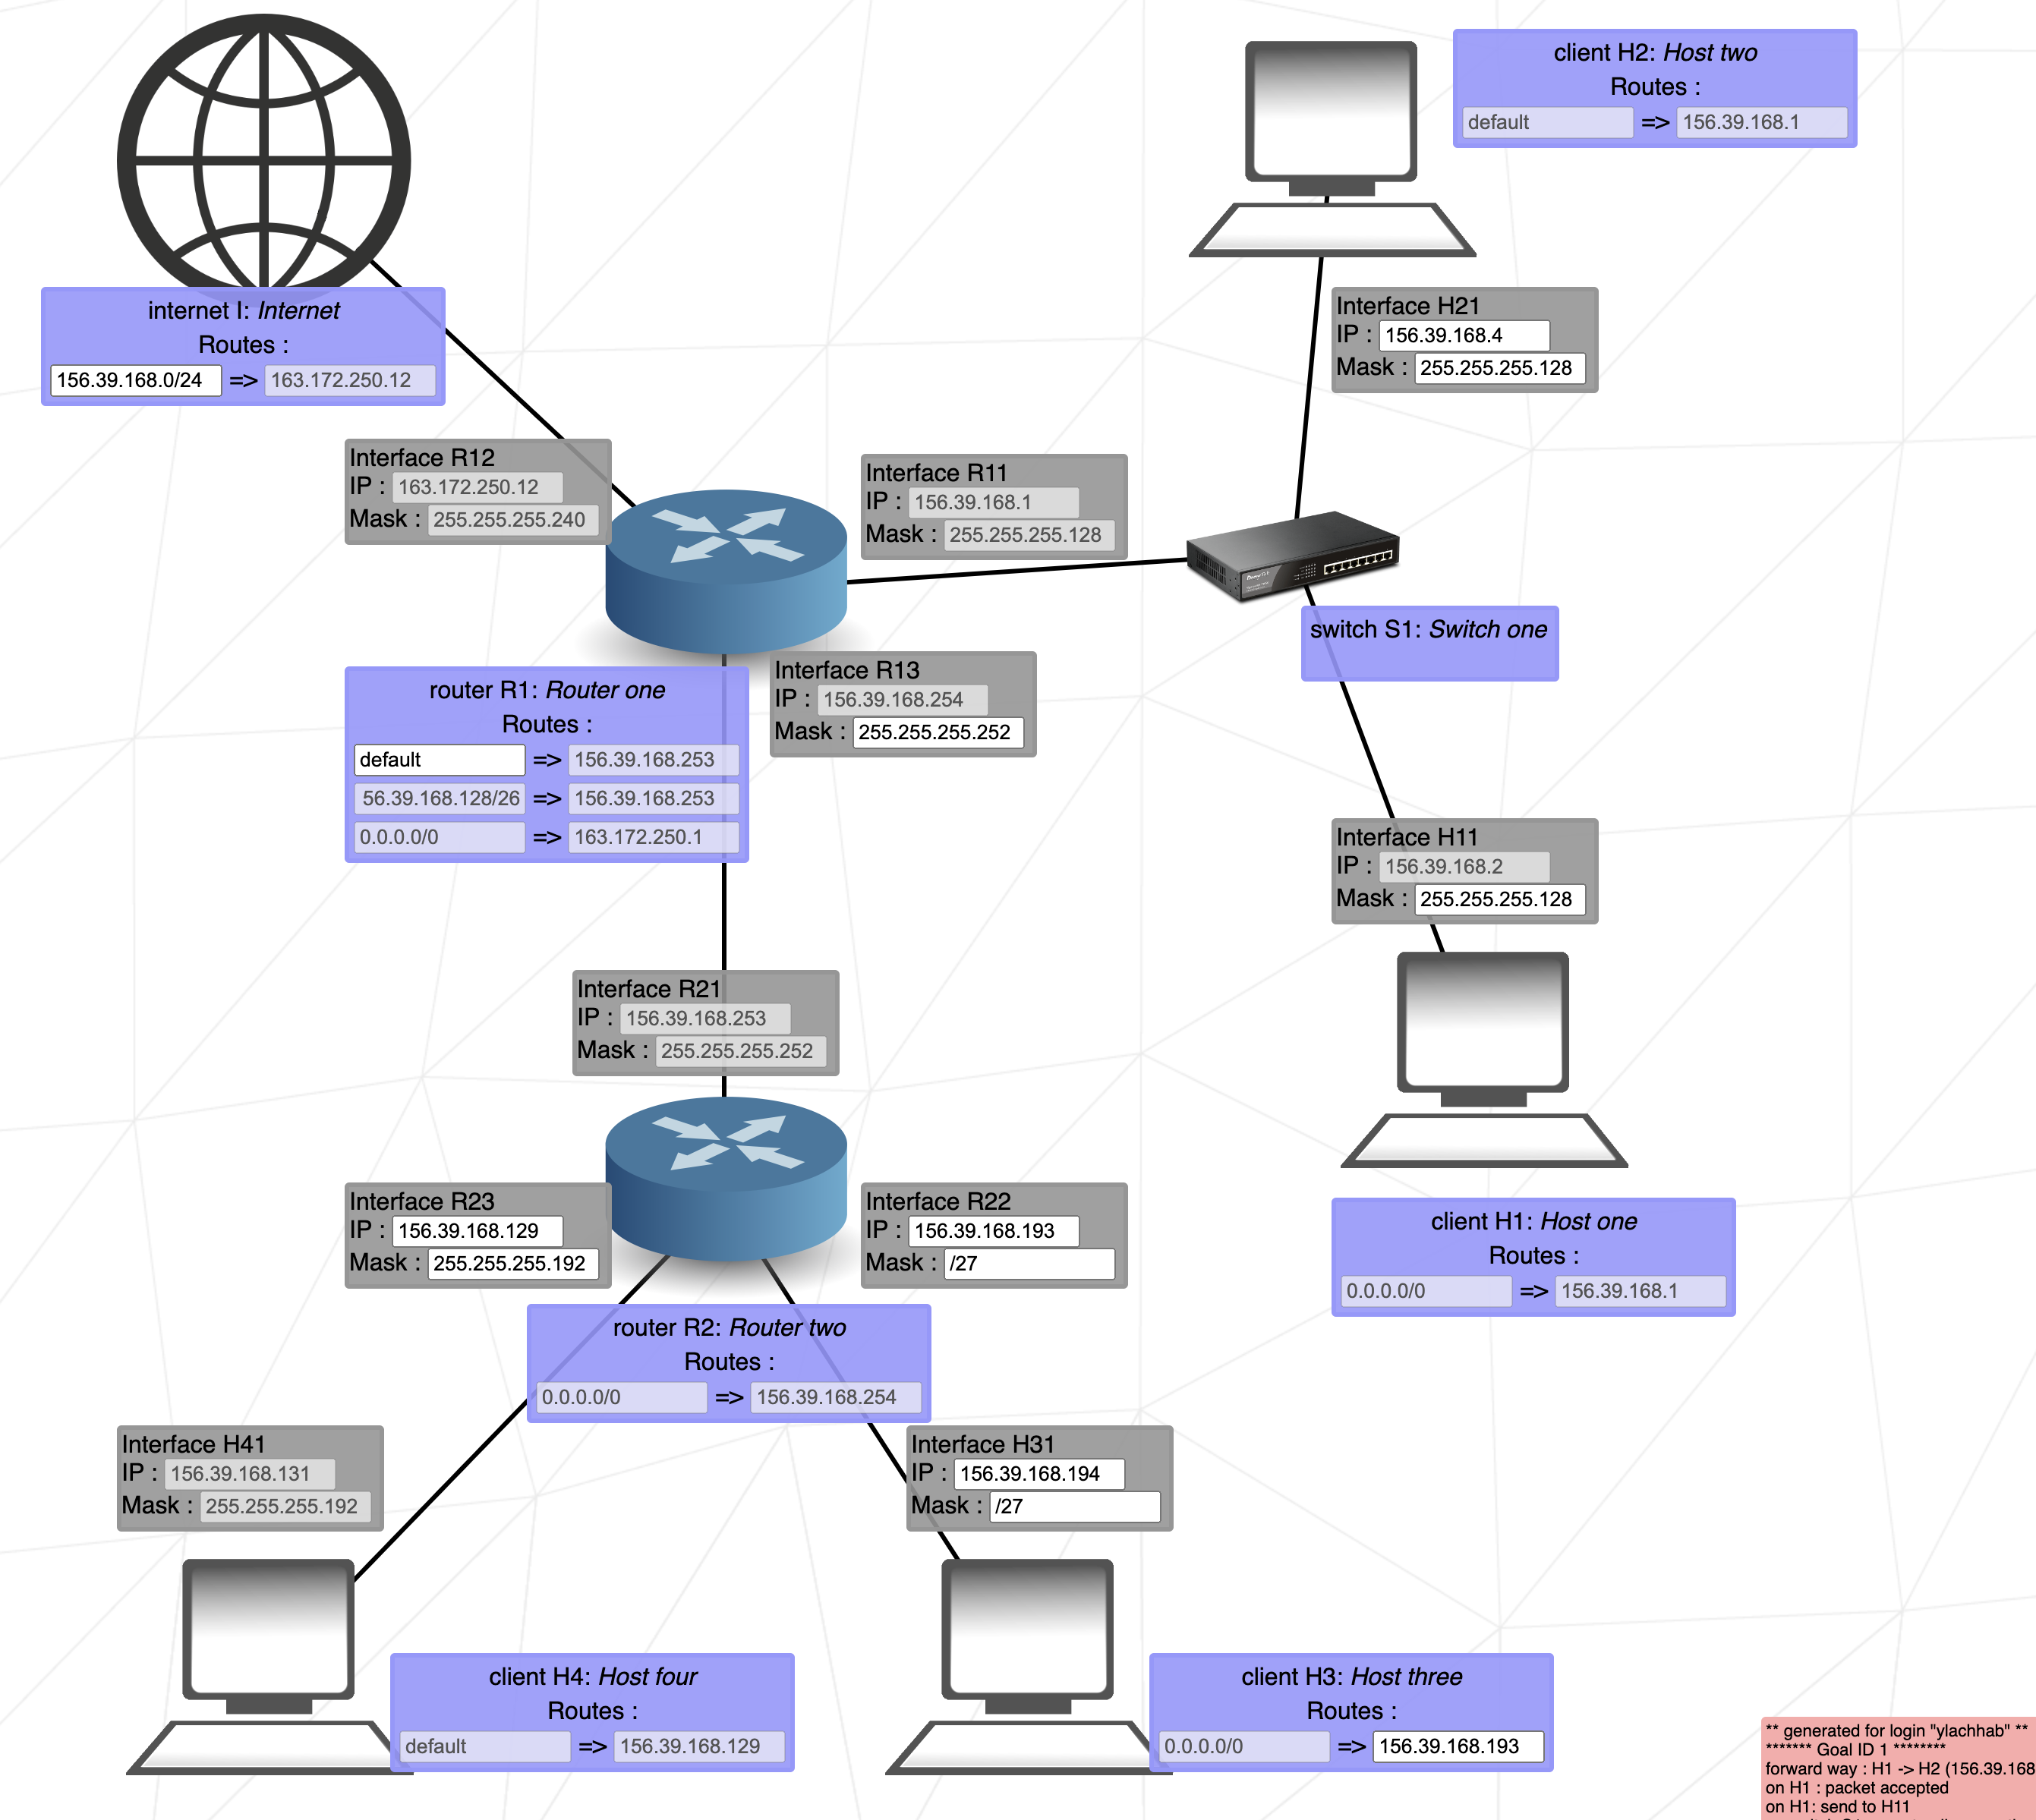 client H2: Host two
Routes :
default => 156.39.168.1
internet I: Internet
Routes :
156.39.168.0/24 => 163.172.250.12
Interface H21
IP : 156.39.168.4
Mask : 255.255.255.128
Interface R12
IP : 163.172.250.12
Mask : 255.255.255.240
Interface R11
IP : 156.39.168.1
Mask : 255.255.255.128
switch S1: Switch one
Interface R13
IP : 156.39.168.254
Mask : 255.255.255.252
router R1: Router one
Routes :
default => 156.39.168.253
56.39.168.128/26 => 156.39.168.253
0.0.0.0/0 => 163.172.250.1
Interface H11
IP : 156.39.168.2
Mask : 255.255.255.128
Interface R21
IP : 156.39.168.253
Mask : 255.255.255.252
Interface R23
IP : 156.39.168.129
Mask : 255.255.255.192
Interface R22
IP : 156.39.168.193
Mask : /27
client H1: Host one
Routes :
0.0.0.0/0 => 156.39.168.1
router R2: Router two
Routes :
0.0.0.0/0 => 156.39.168.254
Interface H41
IP : 156.39.168.131
Mask : 255.255.255.192
Interface H31
IP : 156.39.168.194
Mask : /27
client H4: Host four
Routes :
default => 156.39.168.129
client H3: Host three
Routes :
0.0.0.0/0 => 156.39.168.193
** generated for login "ylachhab" **
******* Goal ID 1 ********
forward way : H1 -> H2 (156.39.168
on H1 : packet accepted
on H1: send to H11